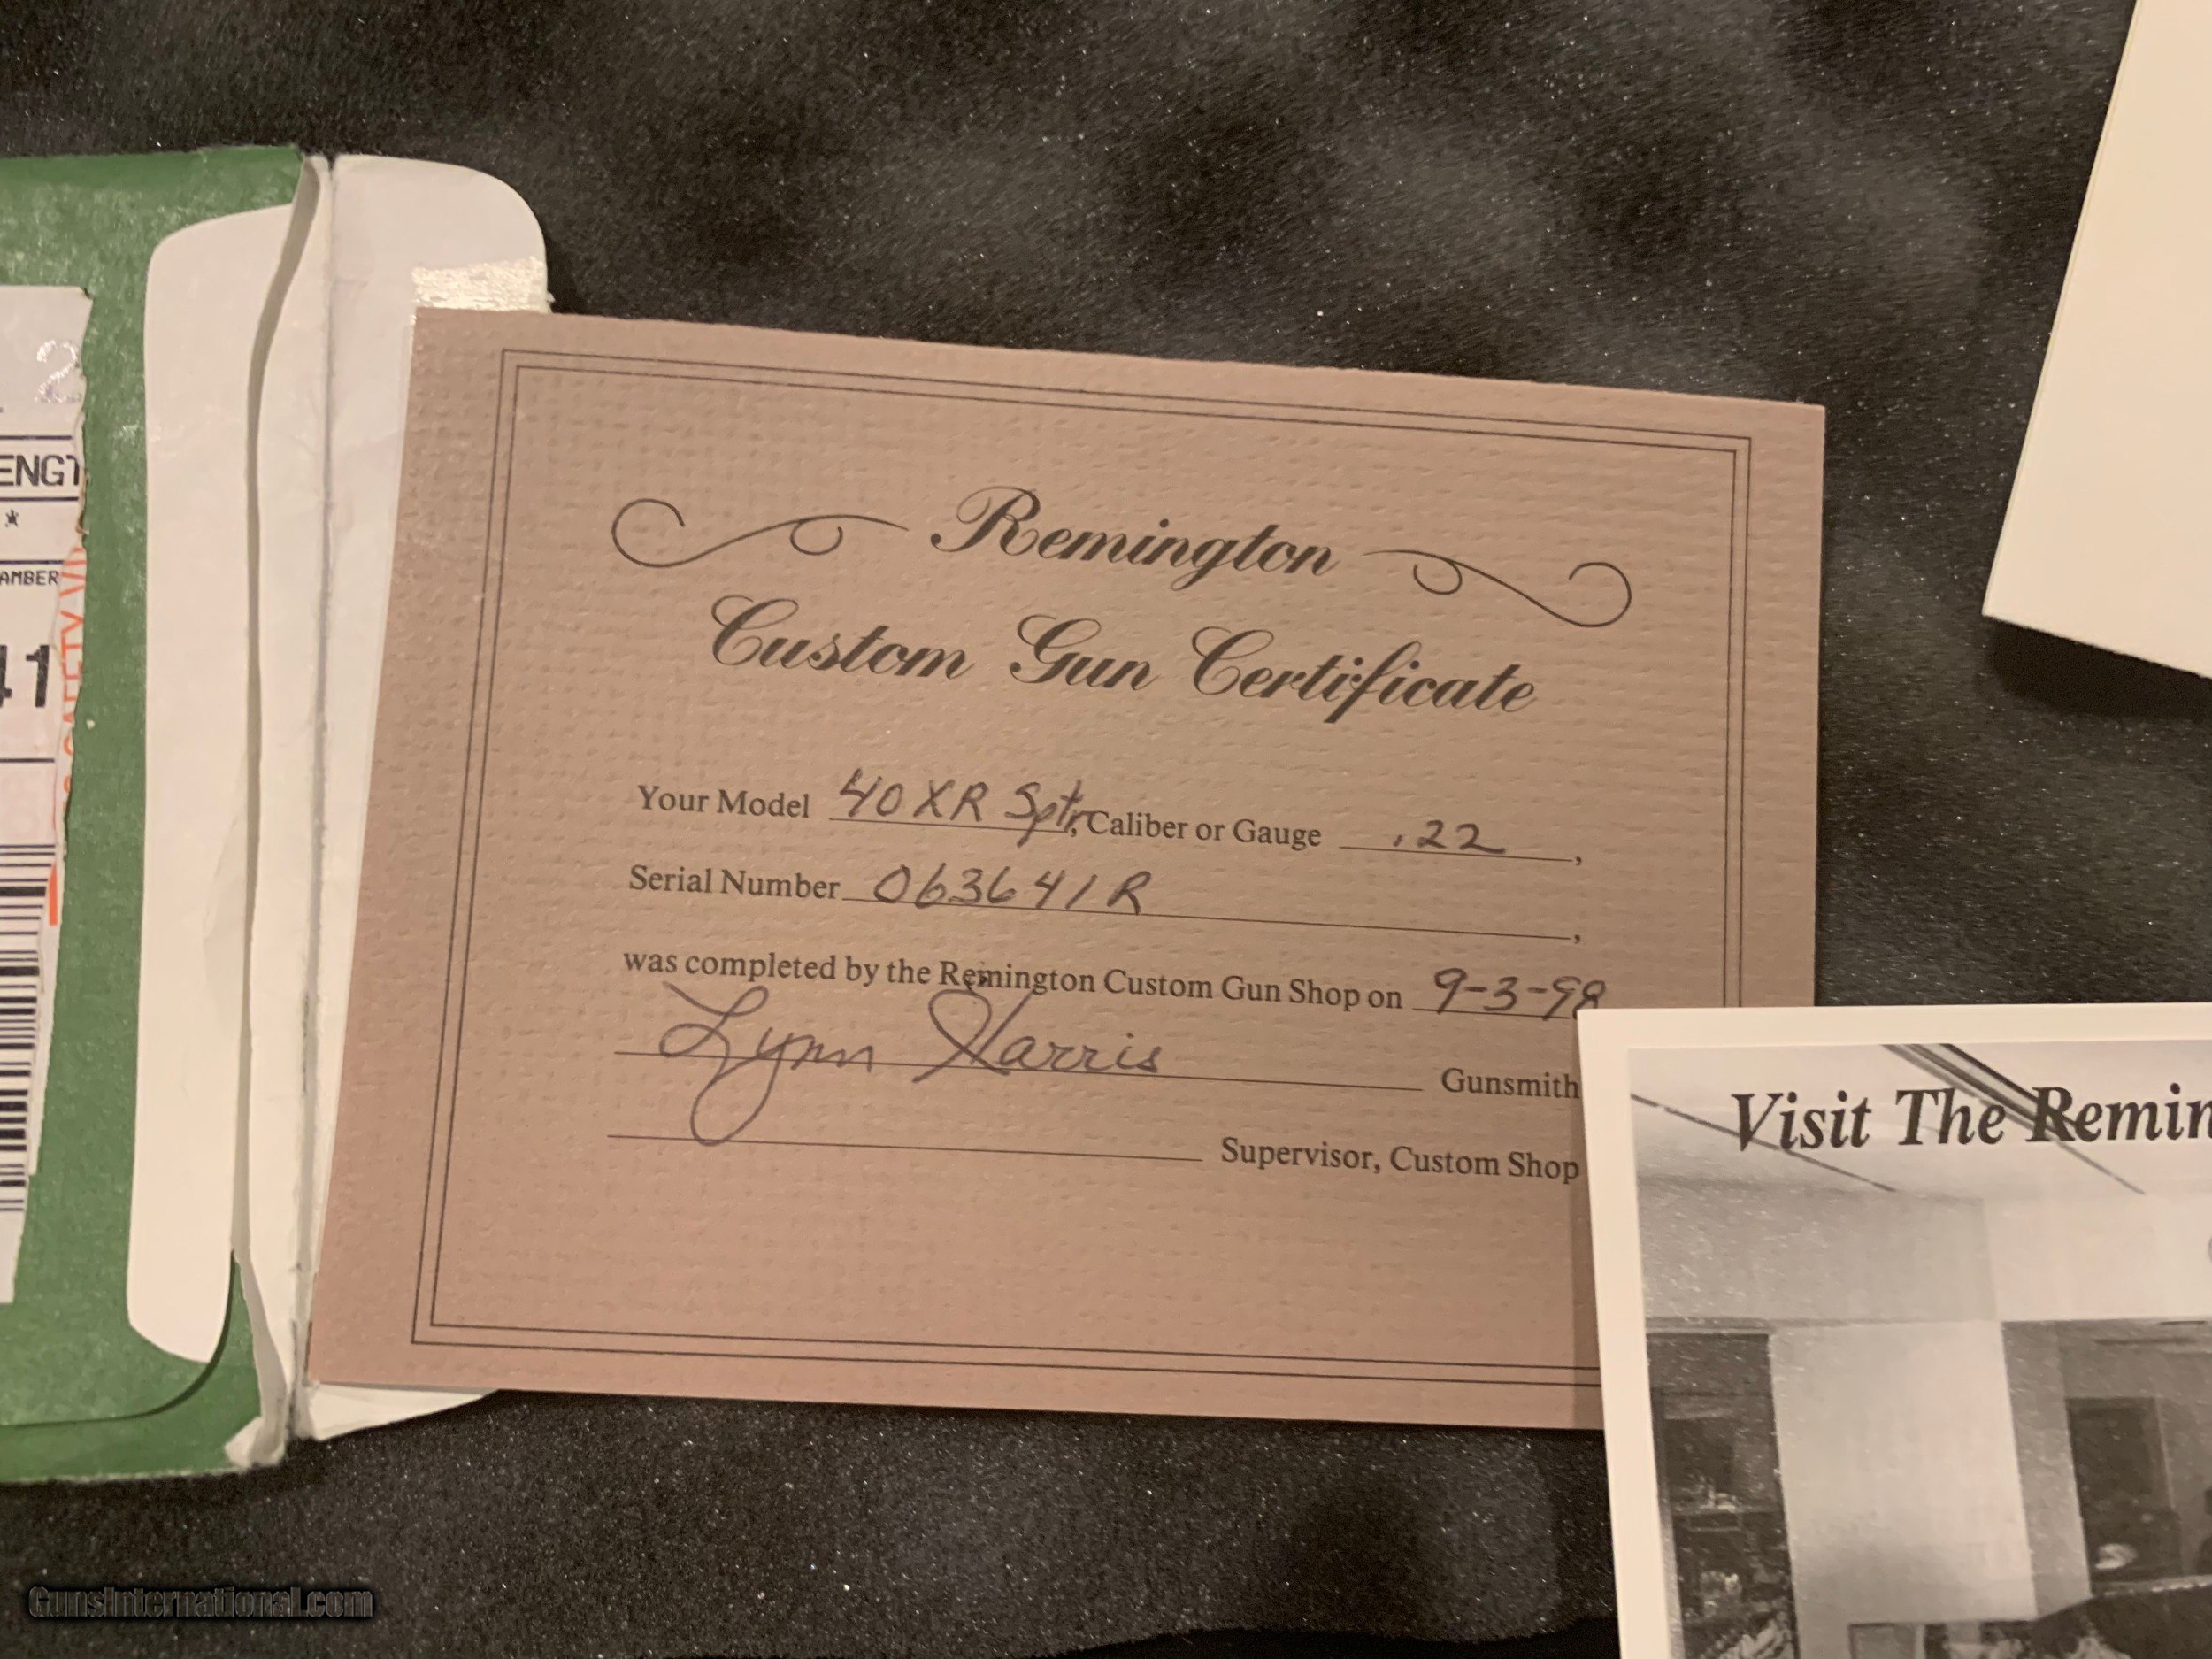 2
ENGT
*
AMBER
41
Remington
Custom Gun Certificate
Your Model 40XR Sptr, Caliber or Gauge .22,
Serial Number 063641R,
was completed by the Remington Custom Gun Shop on 9-3-98
Lynn Harris Gunsmith
Supervisor, Custom Shop
Visit The Remin
GunsInternational.com